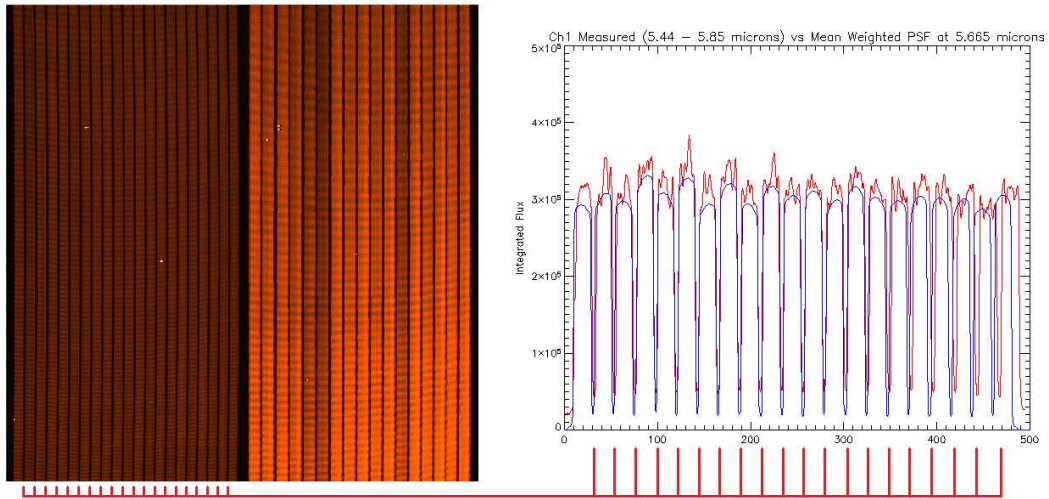 Ch1 Measured (5.44 – 5.85 microns) vs Mean Weighted PSF at 5.665 microns
5×10⁵
4×10⁵
3×10⁵
2×10⁵
1×10⁵
0
Integrated Flux
0 100 200 300 400 500